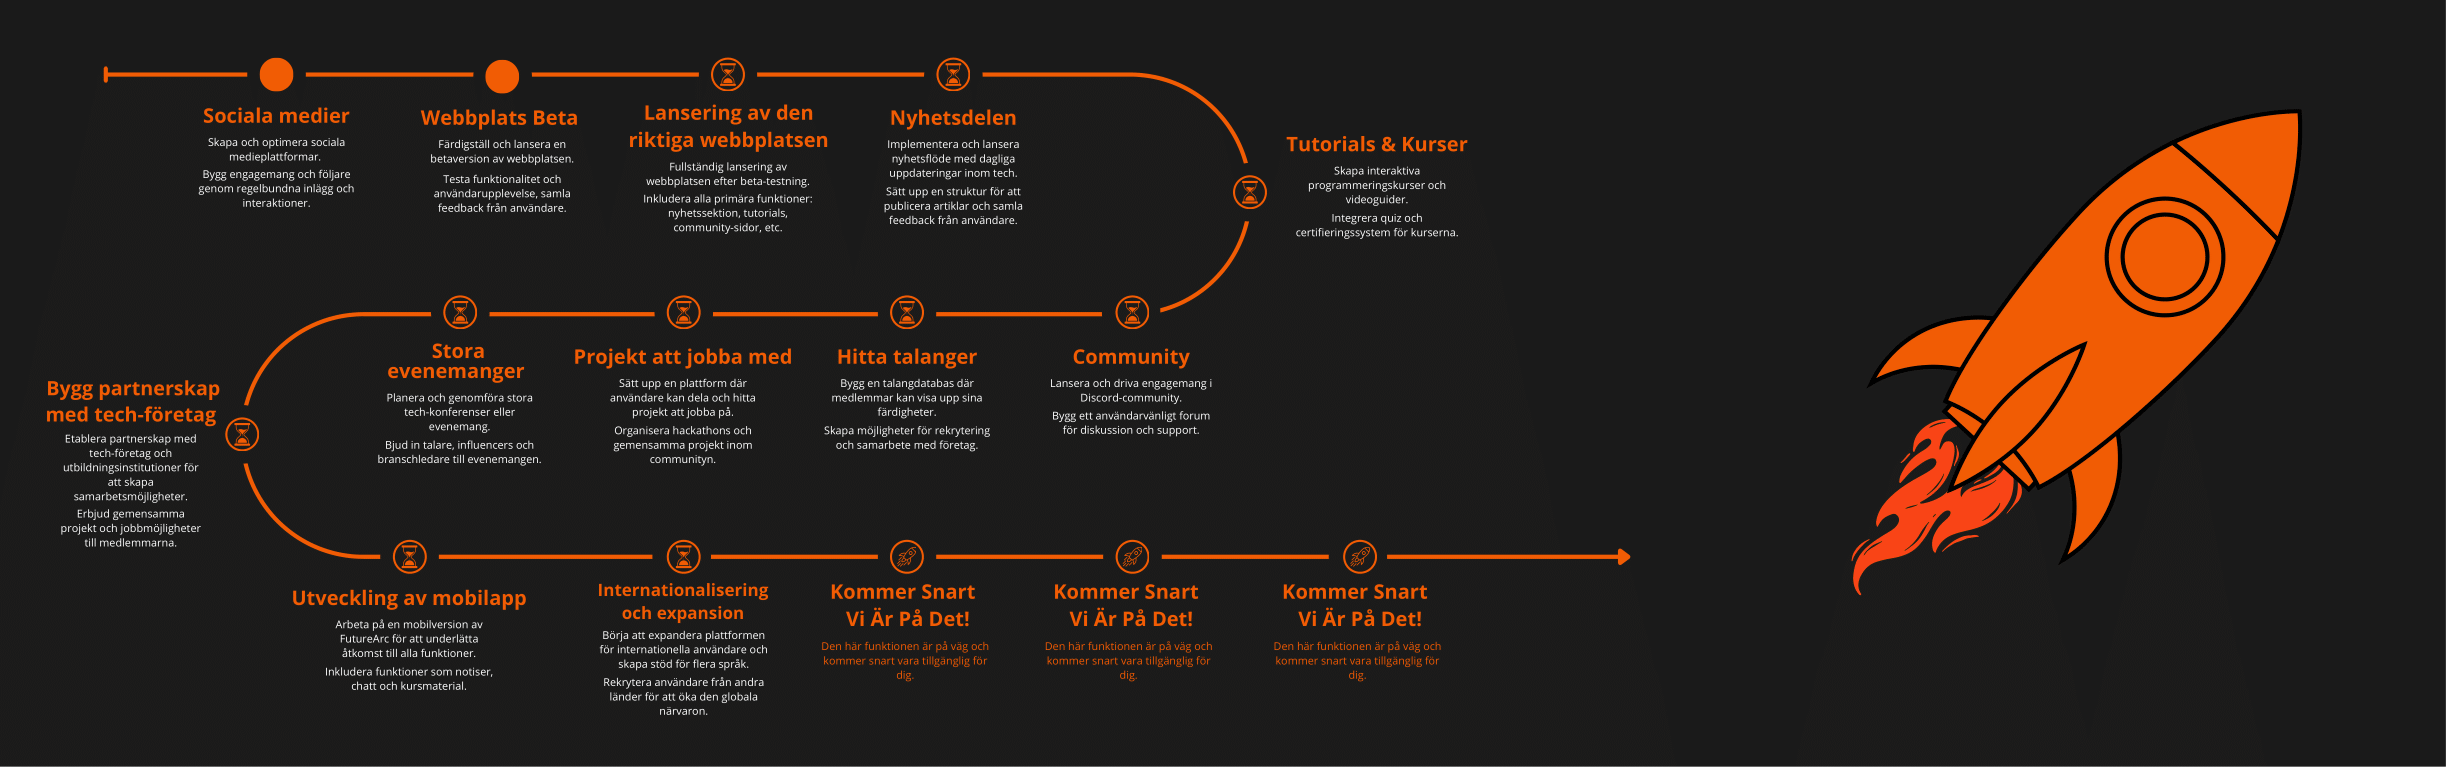 Sociala medier
Skapa och optimera sociala
medieplattformar.
Bygg engagemang och följare
genom regelbundna inlägg och
interaktioner.
Webbplats Beta
Färdigställ och lansera en
betaversion av webbplatsen.
Testa funktionalitet och
användarupplevelse, samla
feedback från användare.
Lansering av den
riktiga webbplatsen
Fullständig lansering av
webbplatsen efter beta-testning.
Inkludera alla primära funktioner:
nyhetssektion, tutorials,
community-sidor, etc.
Nyhetsdelen
Implementera och lansera
nyhetsflöde med dagliga
uppdateringar inom tech.
Sätt upp en struktur för att
publicera artiklar och samla
feedback från användare.
Tutorials & Kurser
Skapa interaktiva
programmeringskurser och
videoguider.
Integrera quiz och
certifieringssystem för kurserna.
Community
Lansera och driva engagemang i
Discord-community.
Bygg ett användarvänligt forum
för diskussion och support.
Hitta talanger
Bygg en talangdatabas där
medlemmar kan visa upp sina
färdigheter.
Skapa möjligheter för rekrytering
och samarbete med företag.
Projekt att jobba med
Sätt upp en plattform där
användare kan dela och hitta
projekt att jobba på.
Organisera hackathons och
gemensamma projekt inom
communityn.
Stora
evenemanger
Planera och genomföra stora
tech-konferenser eller
evenemang.
Bjud in talare, influencers och
branschledare till evenemangen.
Bygg partnerskap
med tech-företag
Etablera partnerskap med
tech-företag och
utbildningsinstitutioner för
att skapa
samarbetsmöjligheter.
Erbjud gemensamma
projekt och jobbmöjligheter
till medlemmarna.
Utveckling av mobilapp
Arbeta på en mobilversion av
FutureArc för att underlätta
åtkomst till alla funktioner.
Inkludera funktioner som notiser,
chatt och kursmaterial.
Internationalisering
och expansion
Börja att expandera plattformen
för internationella användare och
skapa stöd för flera språk.
Rekrytera användare från andra
länder för att öka den globala
närvaron.
Kommer Snart
Vi Är På Det!
Den här funktionen är på väg och
kommer snart vara tillgänglig för
dig.
Kommer Snart
Vi Är På Det!
Den här funktionen är på väg och
kommer snart vara tillgänglig för
dig.
Kommer Snart
Vi Är På Det!
Den här funktionen är på väg och
kommer snart vara tillgänglig för
dig.